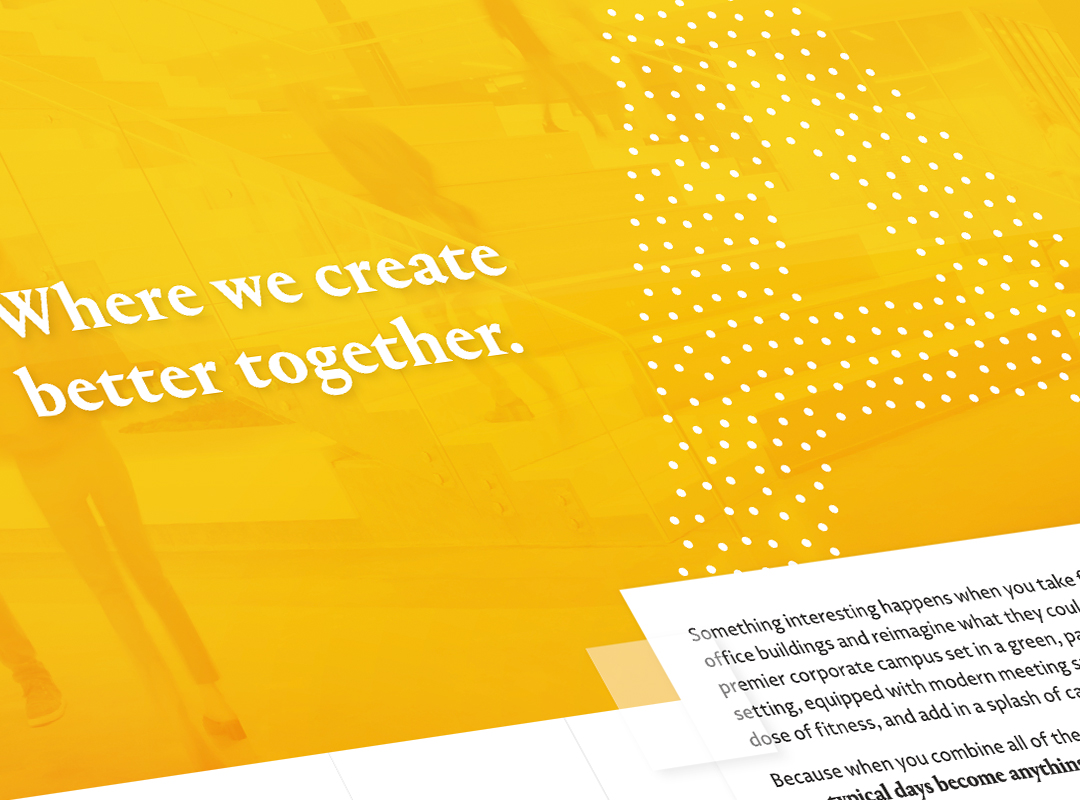 Where we create
better together.
Something interesting happens when you take
office buildings and reimagine what they
premier corporate campus set in a green,
setting, equipped with modern meeting
dose of fitness, and add in a splash of
Because when you combine all of the
typical days become